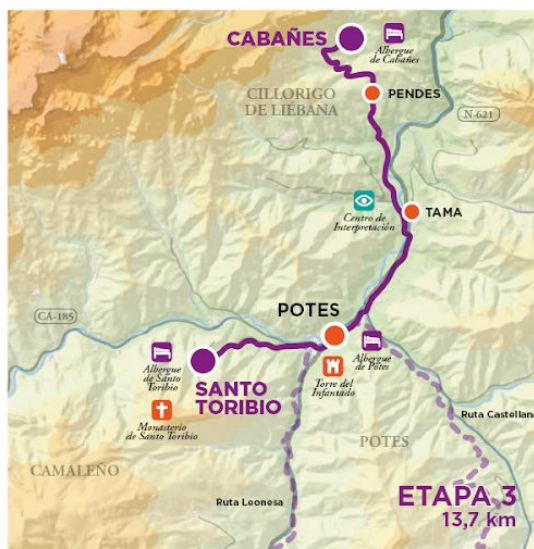 CABAÑES
Albergue
de Cabañes
PENDES
CILLORIGO
DE LIÉBANA
N-621
Centro de
Interpretación
TAMA
CA-185
POTES
Albergue
de Santo
Toribio
SANTO
TORIBIO
Albergue
de Potes
Torre del
Infantado
Monasterio
de Santo Toribio
Ruta Castellana
POTES
CAMALEÑO
Ruta Leonesa
ETAPA 3
13,7 km